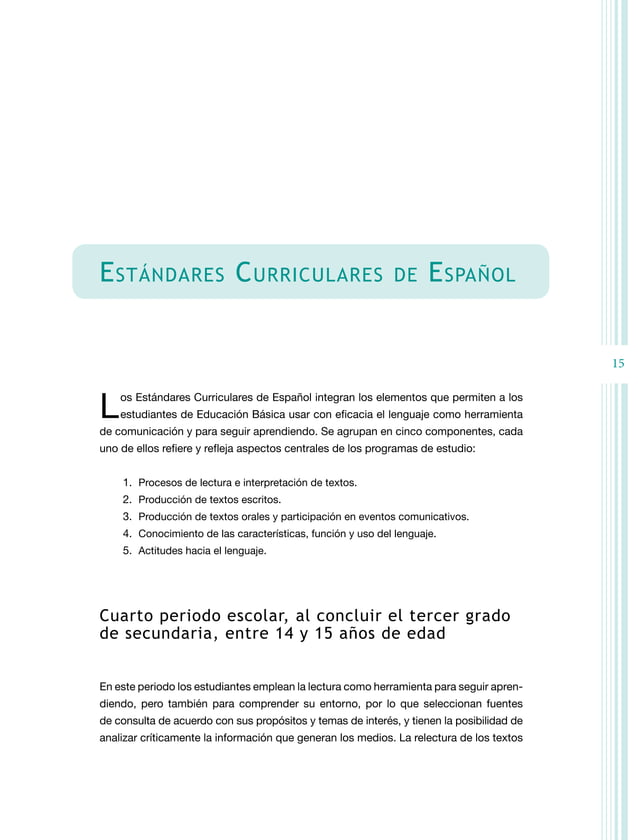 Estándares Curriculares de Español
15
Los Estándares Curriculares de Español integran los elementos que permiten a los
estudiantes de Educación Básica usar con eficacia el lenguaje como herramienta
de comunicación y para seguir aprendiendo. Se agrupan en cinco componentes, cada
uno de ellos refiere y refleja aspectos centrales de los programas de estudio:
1. Procesos de lectura e interpretación de textos.
2. Producción de textos escritos.
3. Producción de textos orales y participación en eventos comunicativos.
4. Conocimiento de las características, función y uso del lenguaje.
5. Actitudes hacia el lenguaje.
Cuarto periodo escolar, al concluir el tercer grado
de secundaria, entre 14 y 15 años de edad
En este periodo los estudiantes emplean la lectura como herramienta para seguir apren-
diendo, pero también para comprender su entorno, por lo que seleccionan fuentes
de consulta de acuerdo con sus propósitos y temas de interés, y tienen la posibilidad de
analizar críticamente la información que generan los medios. La relectura de los textos